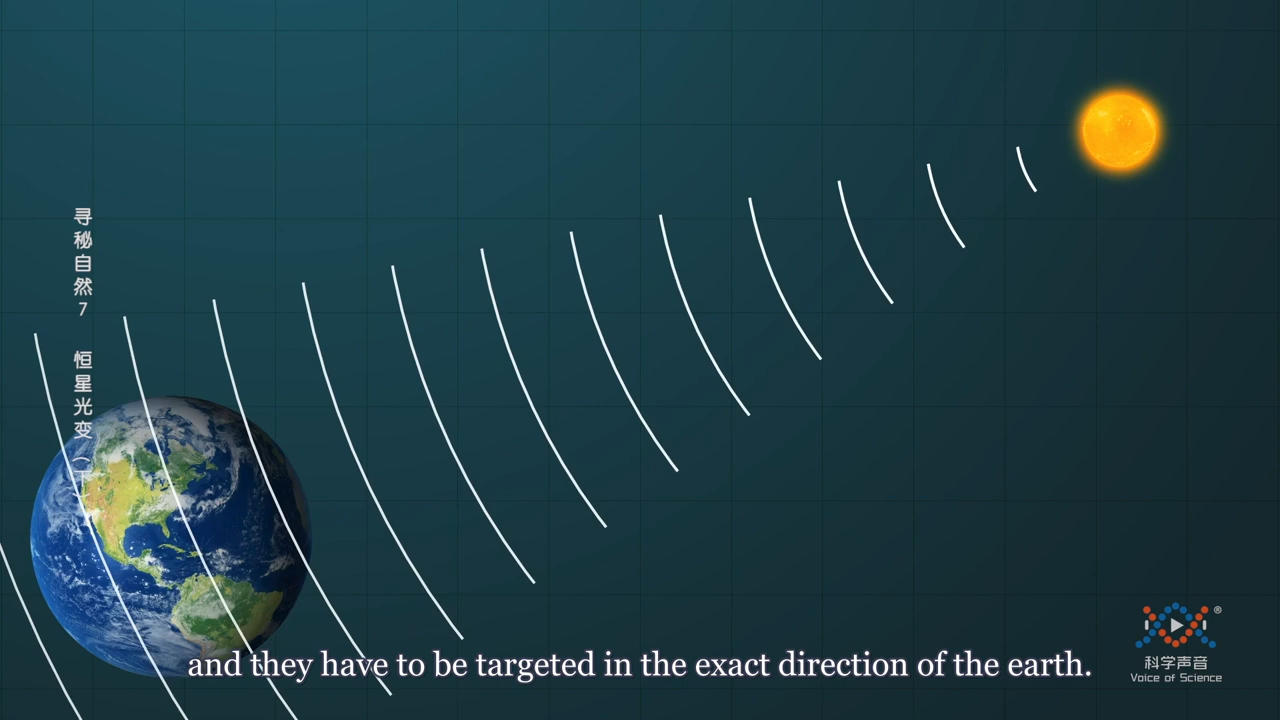 寻秘自然7 恒星光变（下）
and they have to be targeted in the exact direction of the earth.
®
科学声音
Voice of Science